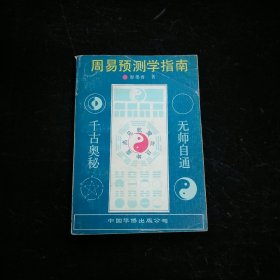 周易预测学指南
著
千古奥秘
无师自通
中国华侨出版公司